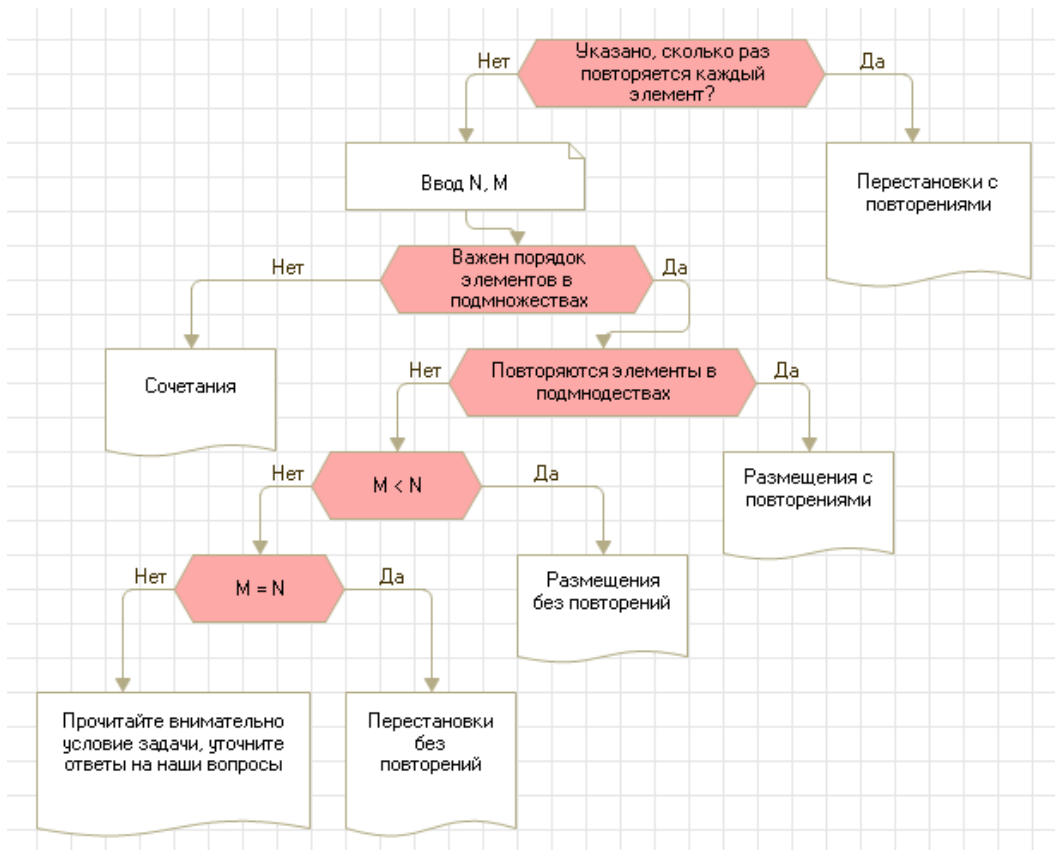 Указано, сколько раз
повторяется каждый
элемент?
Нет
Да
Ввод N, M
Перестановки с
повторениями
Важен порядок
элементов в
подмножествах
Нет
Да
Сочетания
Повторяются элементы в
подмнодествах
Нет
Да
M < N
Нет
Да
Размещения с
повторениями
M = N
Нет
Да
Размещения
без повторений
Прочитайте внимательно
условие задачи, уточните
ответы на наши вопросы
Перестановки
без
повторений